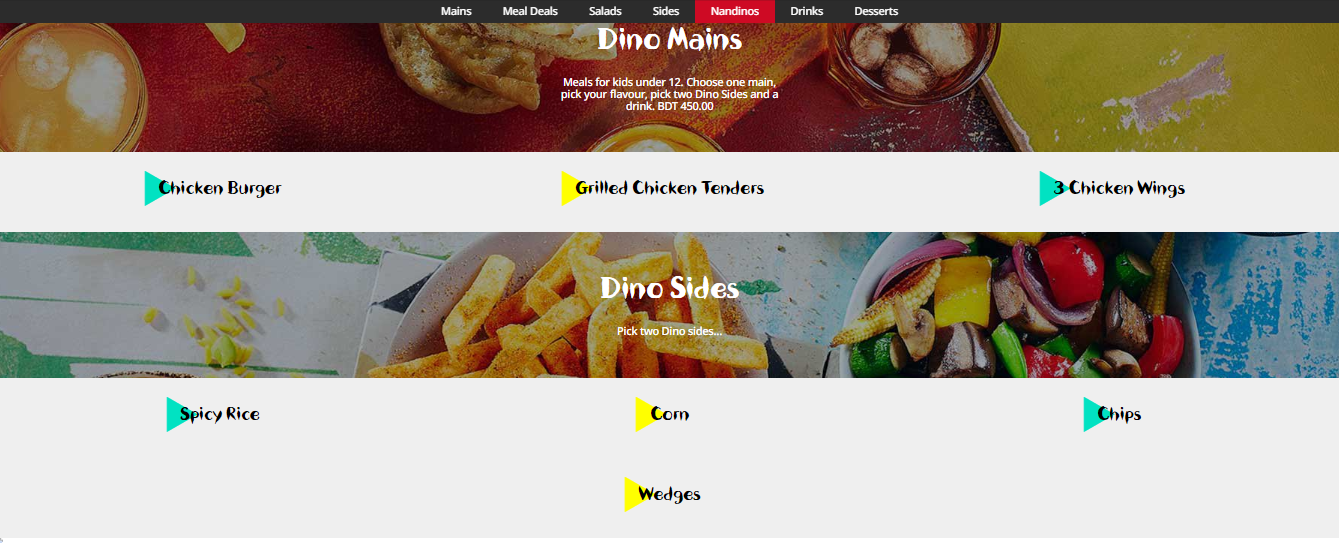 Mains Meal Deals Salads Sides Nandinos Drinks Desserts
Dino Mains
Meals for kids under 12. Choose one main,
pick your flavour, pick two Dino Sides and a
drink. BDT 450.00
Chicken Burger Grilled Chicken Tenders 3 Chicken Wings
Dino Sides
Pick two Dino sides...
Spicy Rice Corn Chips
Wedges